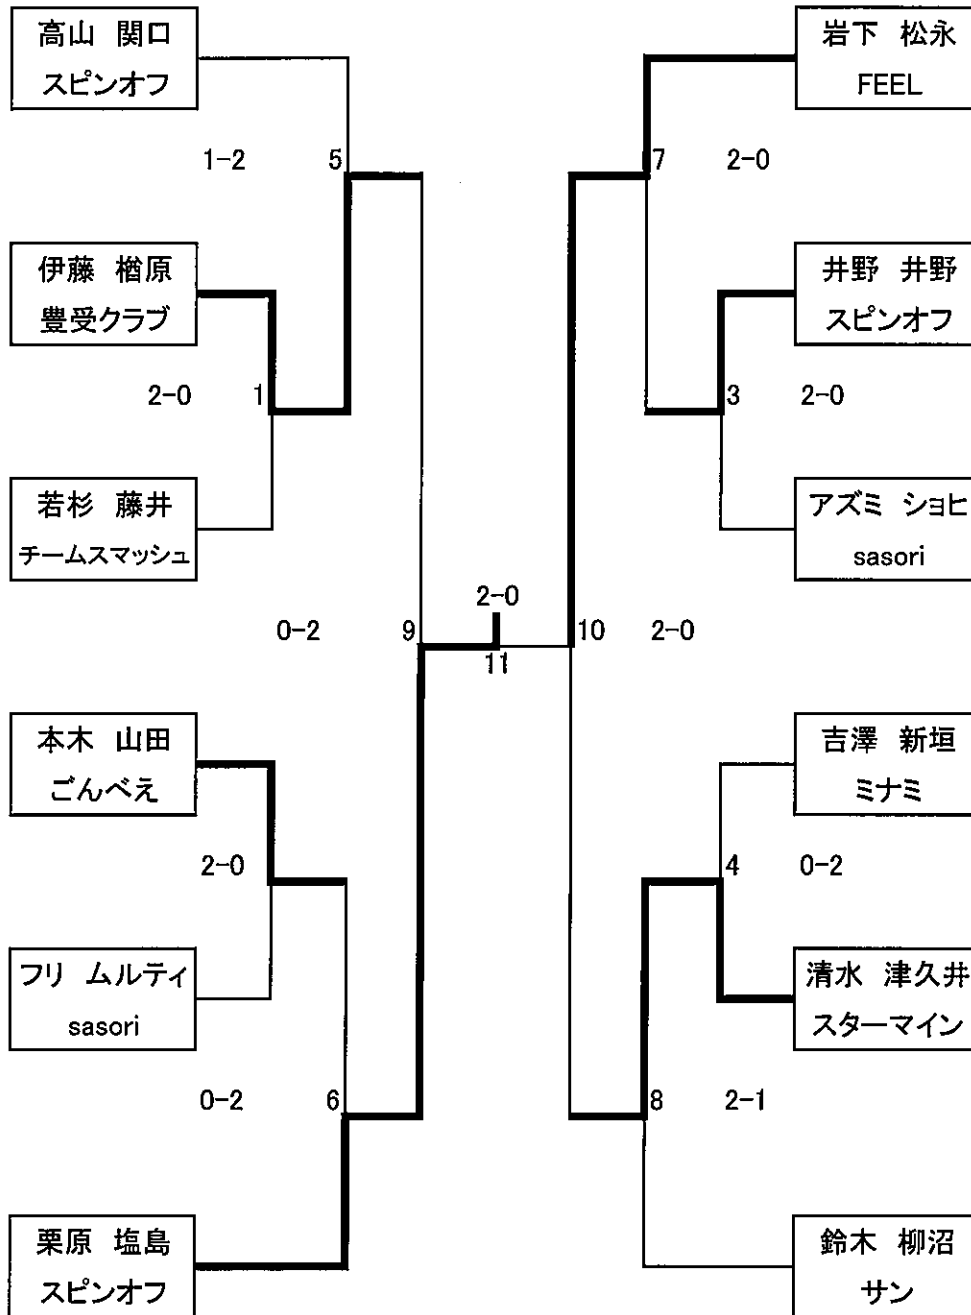 高山 関口
スピンオフ
岩下 松永
FEEL
1-2 5
7 2-0
伊藤 楢原
豊受クラブ
井野 井野
スピンオフ
2-0 1
3 2-0
若杉 藤井
チームスマッシュ
アズミ ショヒ
sasori
2-0
0-2 9
10 2-0
11
本木 山田
ごんべえ
吉澤 新垣
ミナミ
2-0
4 0-2
フリ ムルティ
sasori
清水 津久井
スターマイン
0-2 6
8 2-1
栗原 塩島
スピンオフ
鈴木 柳沼
サン